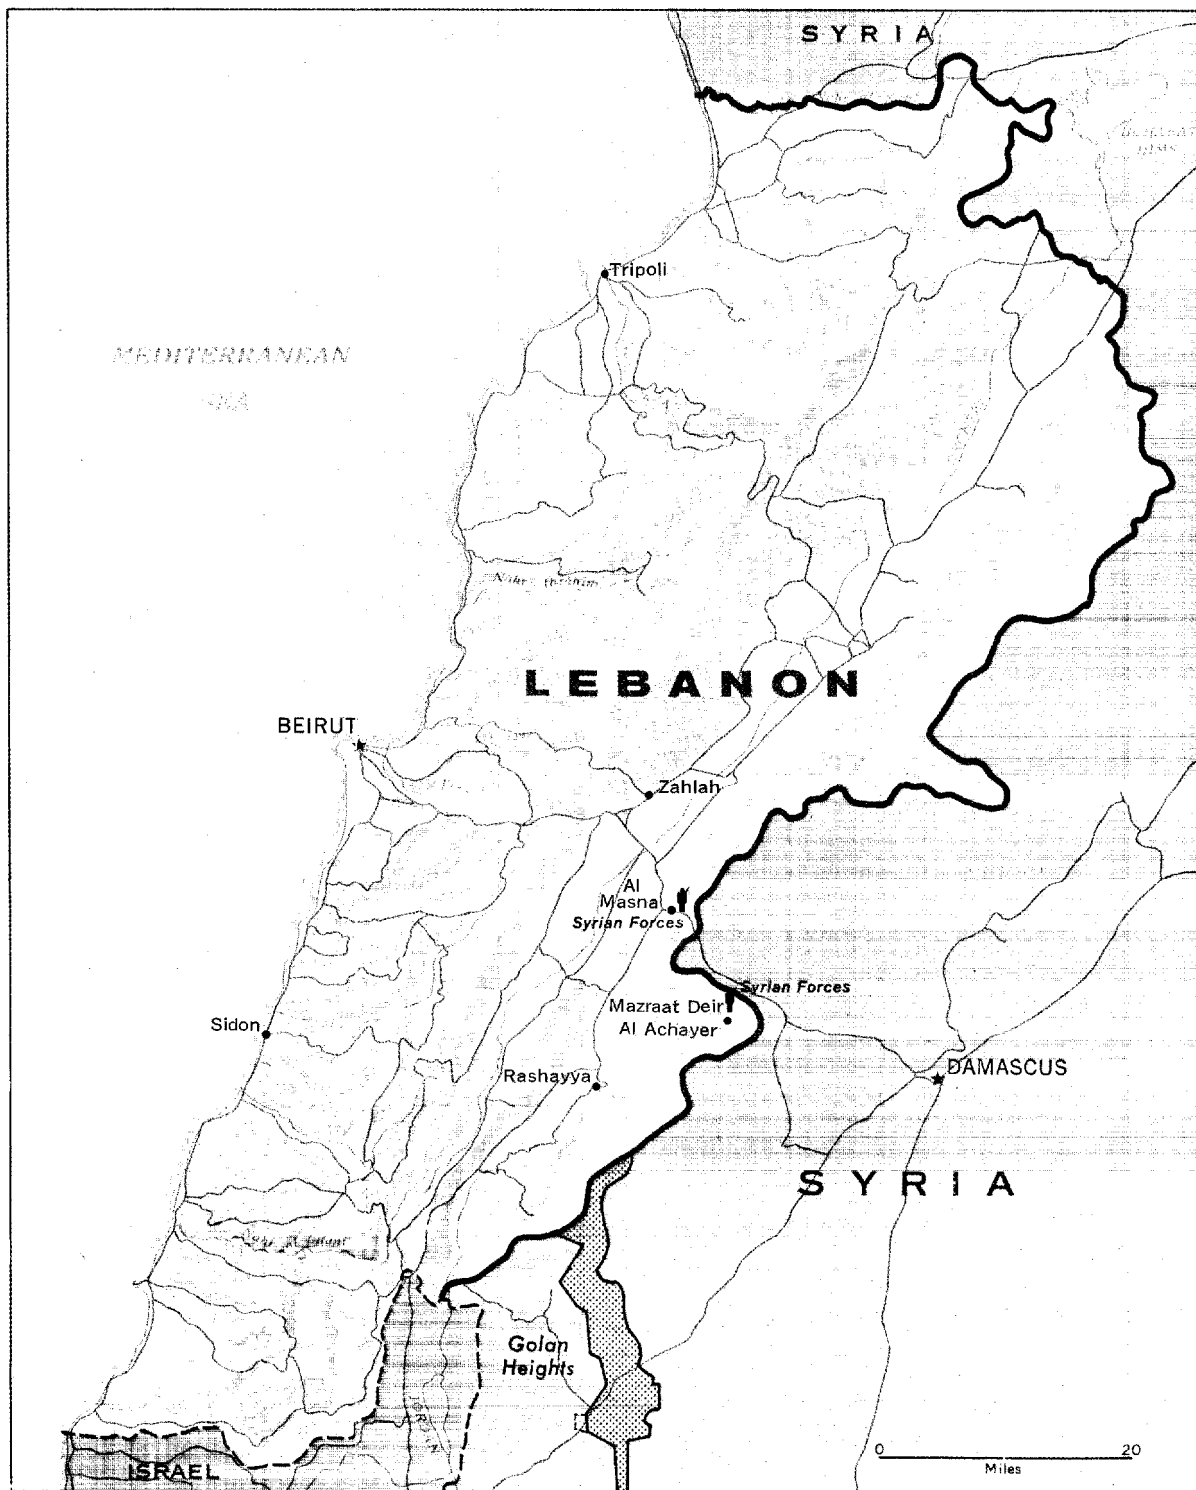 SYRIA
Tripoli
MEDITERRANEAN
LEBANON
BEIRUT
Zahlah
Al
Masna
Syrian Forces
Syrian Forces
Mazraat Deir
Al Achayer
Sidon
Rashayya
DAMASCUS
SYRIA
Golan
Heights
JORDAN
ISRAEL
0 20
Miles